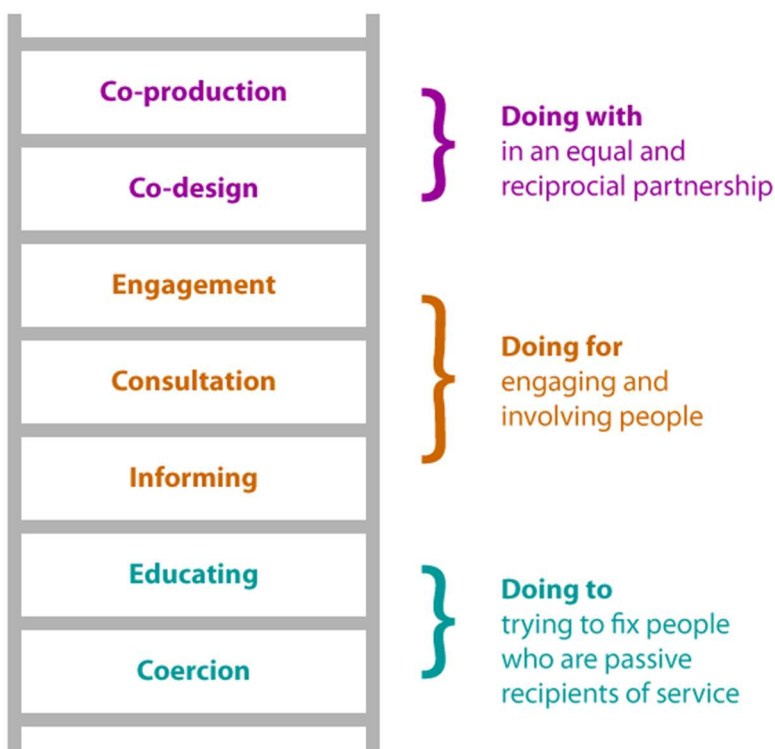 Co-production
Co-design
Doing with
in an equal and
reciprocial partnership
Engagement
Consultation
Informing
Doing for
engaging and
involving people
Educating
Coercion
Doing to
trying to fix people
who are passive
recipients of service